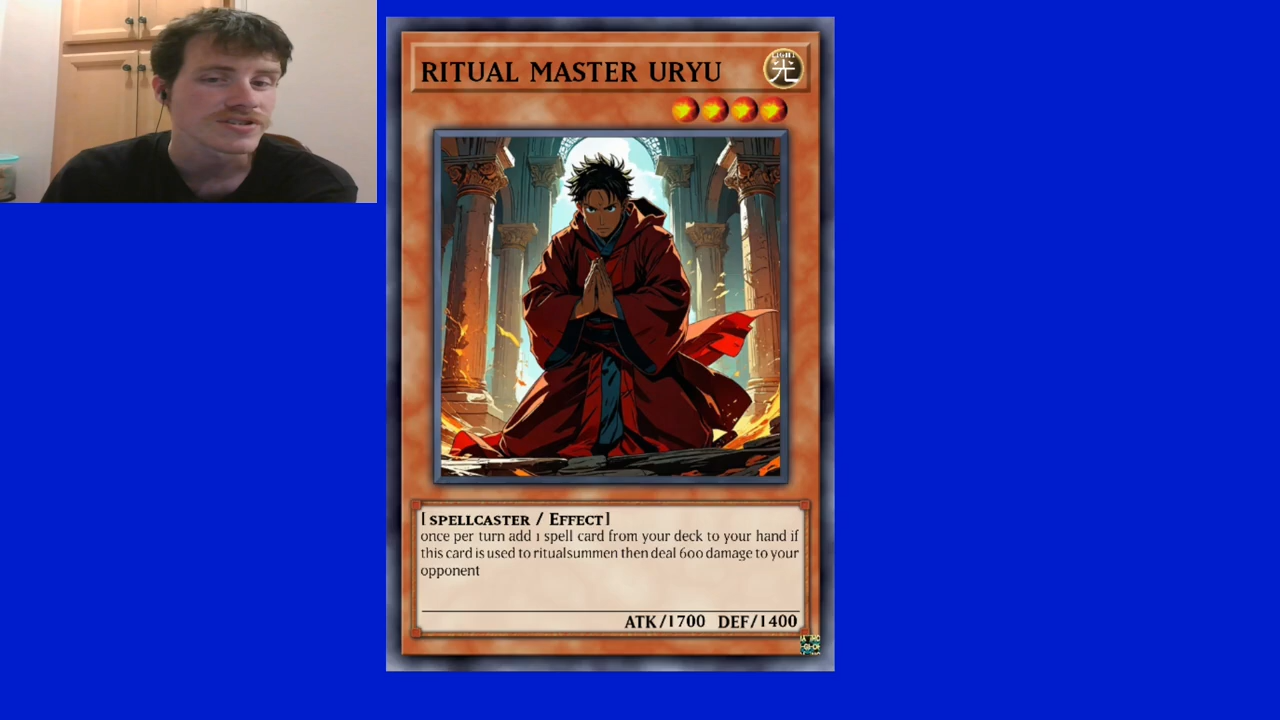 RITUAL MASTER URYU
LIGHT
光
[SPELLCASTER / EFFECT]
once per turn add 1 spell card from your deck to your hand if
this card is used to ritualsummen then deal 600 damage to your
opponent
ATK/1700 DEF/1400